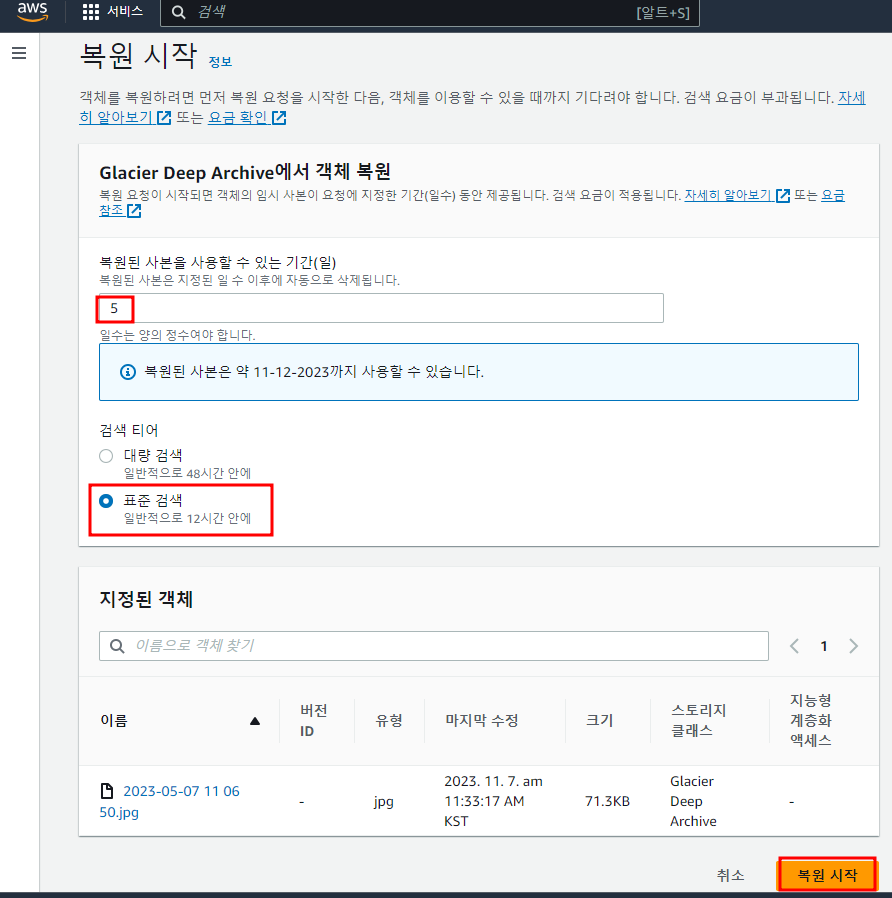 aws
서비스
검색
[알트+S]
복원 시작 정보
객체를 복원하려면 먼저 복원 요청을 시작한 다음, 객체를 이용할 수 있을 때까지 기다려야 합니다. 검색 요금이 부과됩니다. 자세
히 알아보기 또는 요금 확인
Glacier Deep Archive에서 객체 복원
복원 요청이 시작되면 객체의 임시 사본이 요청에 지정한 기간(일수) 동안 제공됩니다. 검색 요금이 적용됩니다. 자세히 알아보기 또는 요금
참조
복원된 사본을 사용할 수 있는 기간(일)
복원된 사본은 지정된 일 수 이후에 자동으로 삭제됩니다.
5
일수는 양의 정수여야 합니다.
복원된 사본은 약 11-12-2023까지 사용할 수 있습니다.
검색 티어
대량 검색
일반적으로 48시간 안에
표준 검색
일반적으로 12시간 안에
지정된 객체
이름으로 객체 찾기
1
이름
버전
ID
유형
마지막 수정
크기
스토리지
클래스
지능형
계층화
액세스
2023-05-07 11 06
50.jpg
-
jpg
2023. 11. 7. am
11:33:17 AM
KST
71.3KB
Glacier
Deep
Archive
-
취소
복원 시작